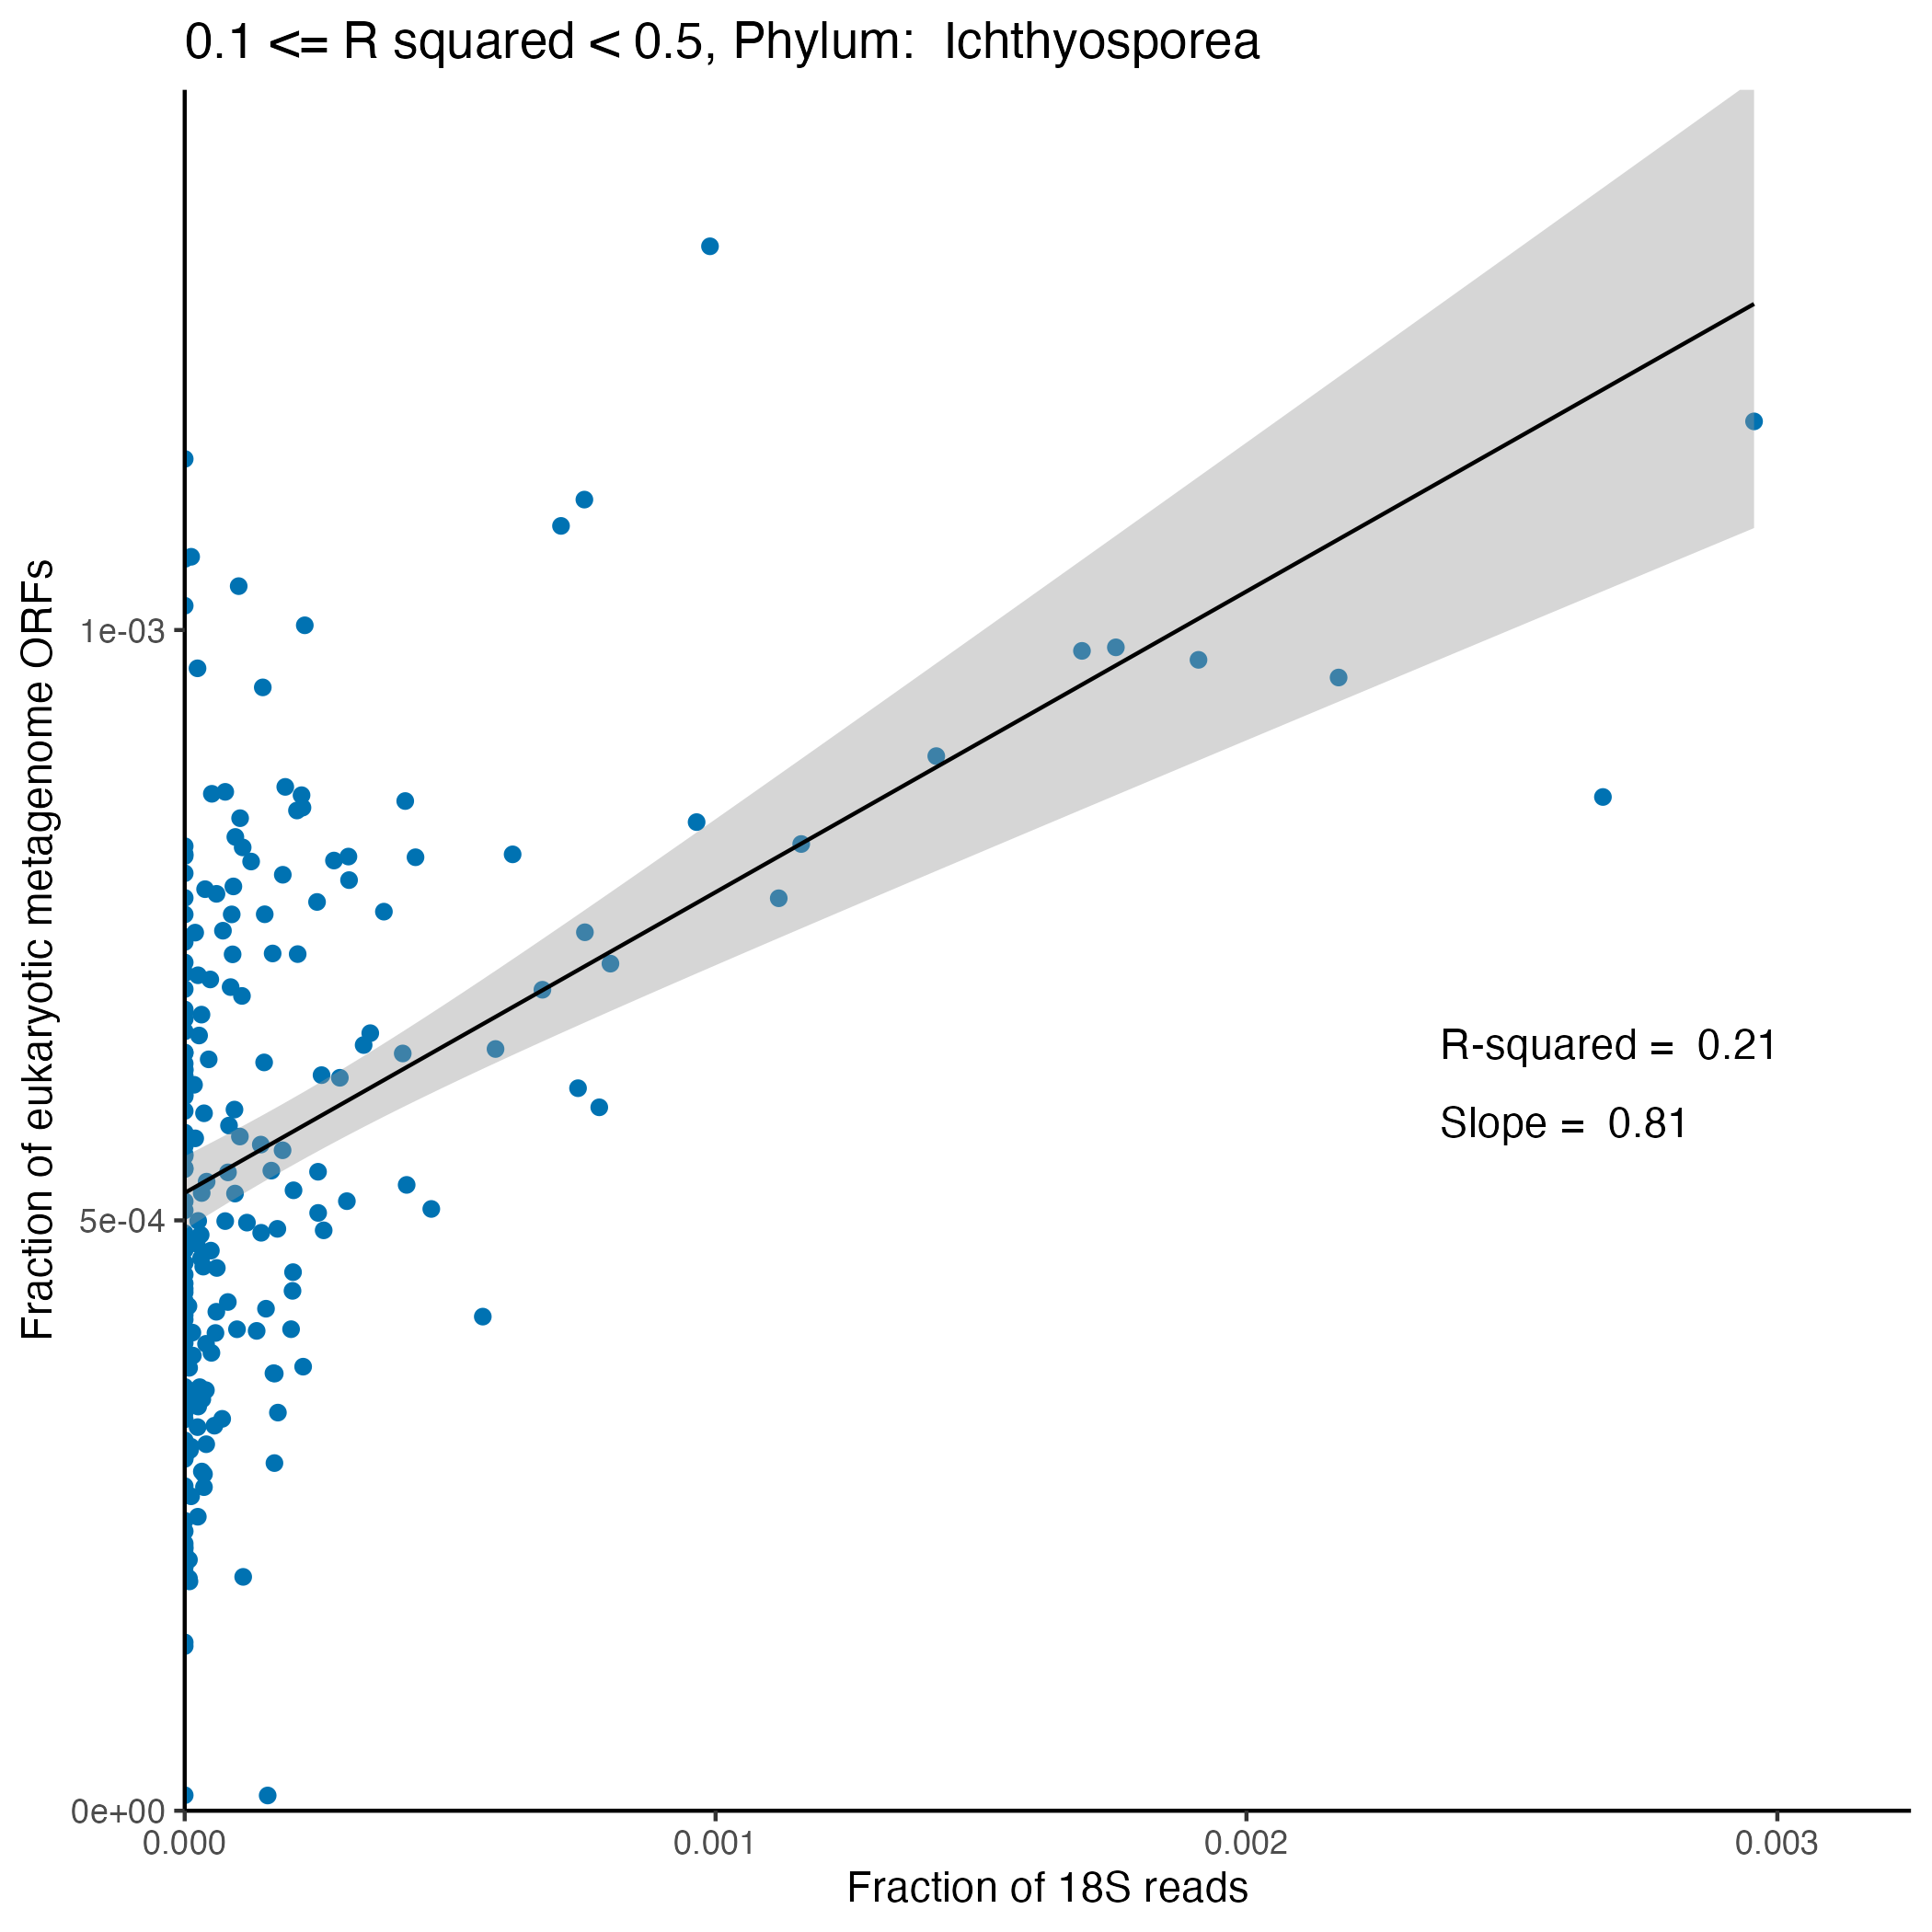 0.1 <= R squared < 0.5, Phylum:  Ichthyosporea
Fraction of eukaryotic metagenome ORFs
1e-03
5e-04
0e+00
R-squared =  0.21
Slope =  0.81
0.000
0.001
0.002
0.003
Fraction of 18S reads